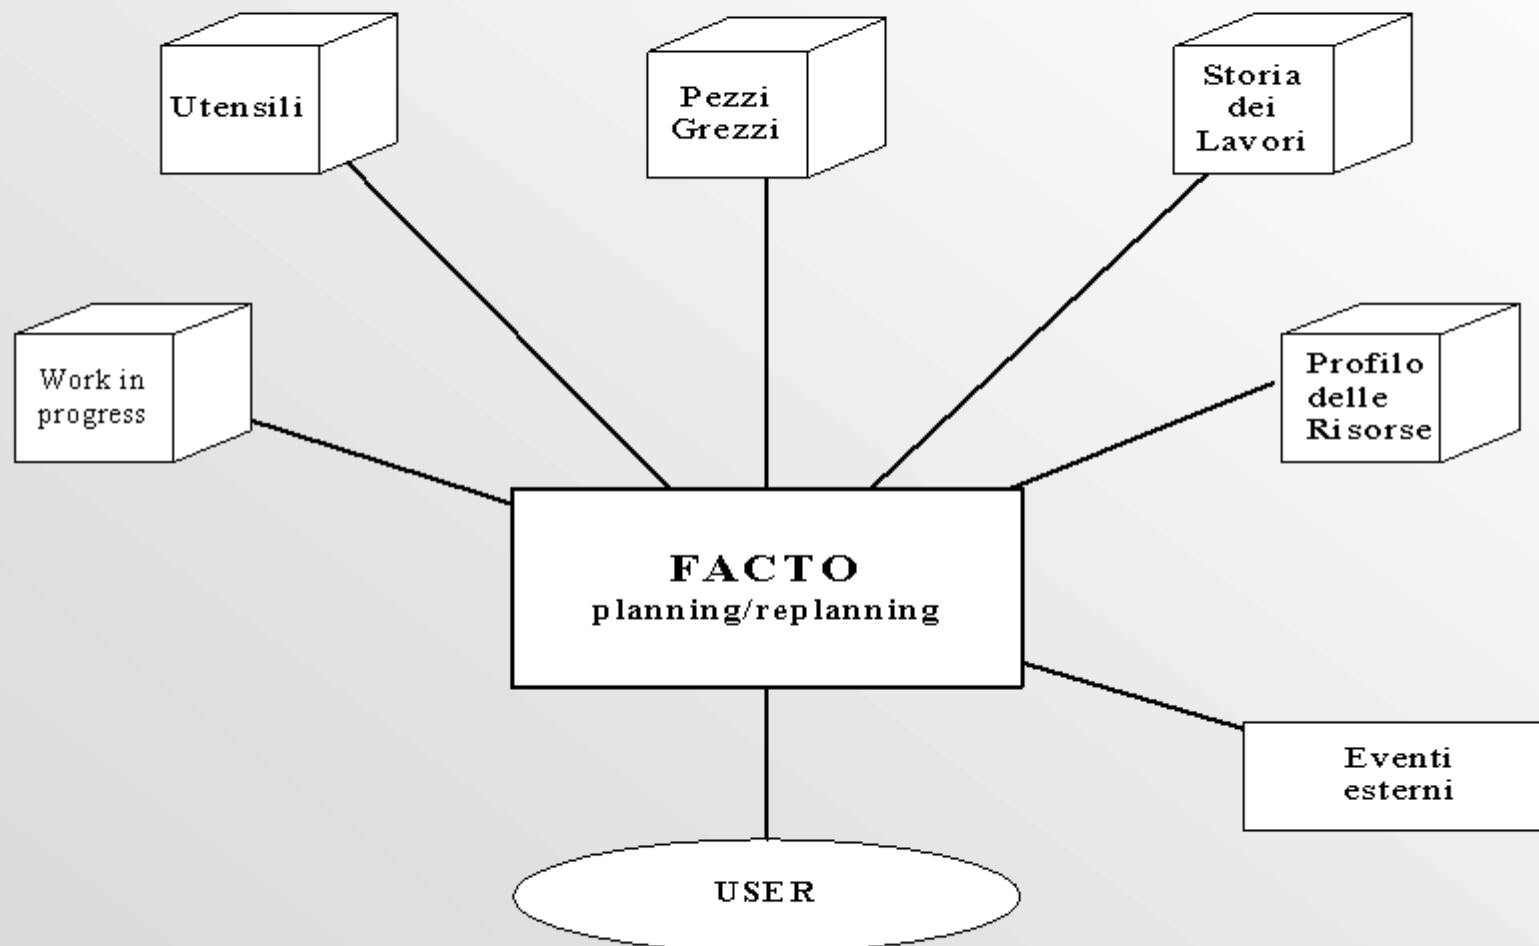 Utensili
Pezzi
Grezzi
Storia
dei
Lavori
Work in
progress
Profilo
delle
Risorse
FACTO
planning/replanning
Eventi
esterni
USER